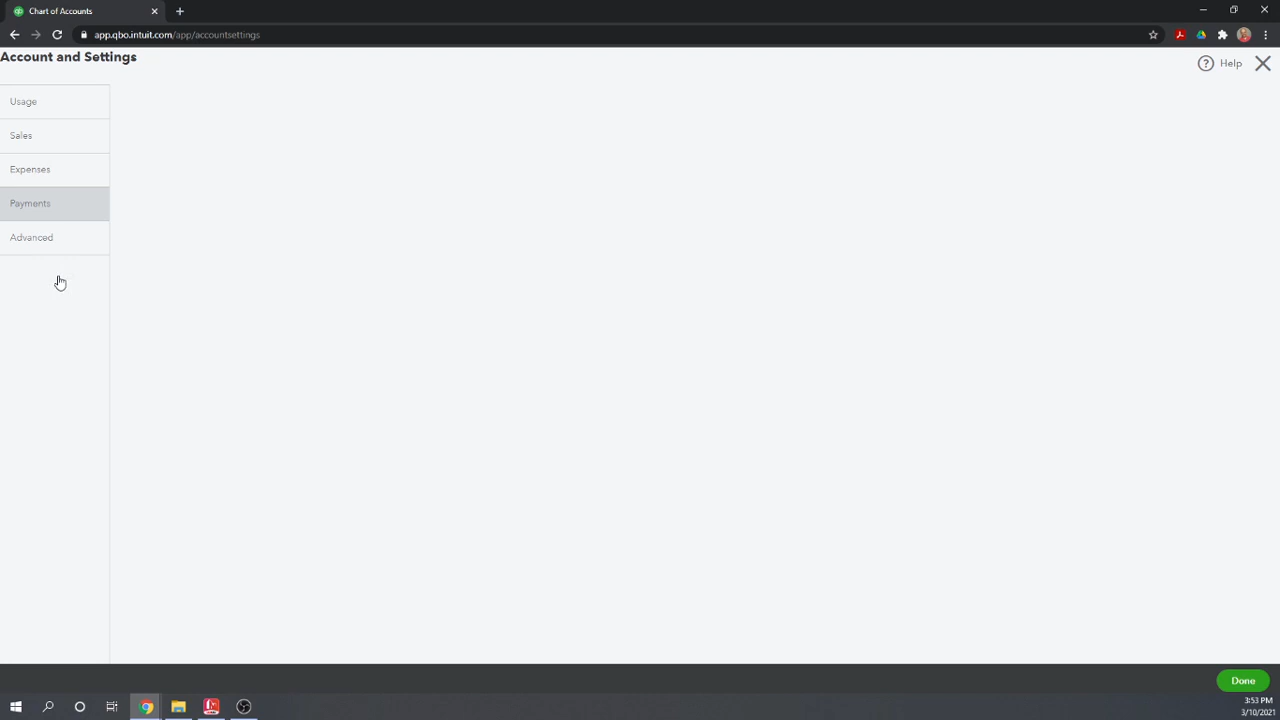 Chart of Accounts
app.qbo.intuit.com/app/accountsettings
Account and Settings
Help
Usage
Sales
Expenses
Payments
Advanced
Done
3:53 PM
3/10/2021